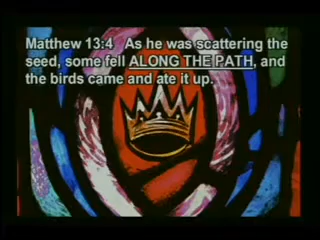 Matthew 13:4 As he was scattering the
seed, some fell ALONG THE PATH, and
the birds came and ate it up.